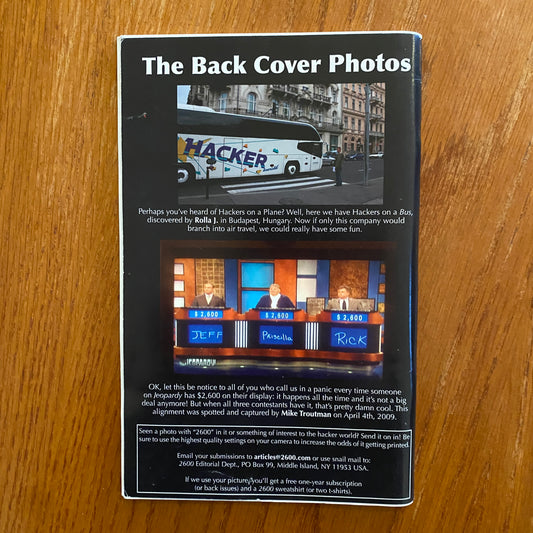 The Back Cover Photos
HACKER
Perhaps you've heard of Hackers on a Plane? Well, here we have Hackers on a Bus,
discovered by Rolla J. in Budapest, Hungary. Now if only this company would
branch into air travel, we could really have some fun.
$ 2,600 $ 2,600 $ 2,600
JEFF Priscilla RICK
JEOPARDY!
OK, let this be notice to all of you who call us in a panic every time someone
on Jeopardy has $2,600 on their display: it happens all the time and it's not a big
deal anymore! But when all three contestants have it, that's pretty damn cool. This
alignment was spotted and captured by Mike Troutman on April 4th, 2009.
Seen a photo with "2600" in it or something of interest to the hacker world? Send it on in! Be
sure to use the highest quality settings on your camera to increase the odds of it getting printed.
Email your submissions to articles@2600.com or use snail mail to:
2600 Editorial Dept., PO Box 99, Middle Island, NY 11953 USA.
If we use your picture, you'll get a free one-year subscription
(or back issues) and a 2600 sweatshirt (or two t-shirts).